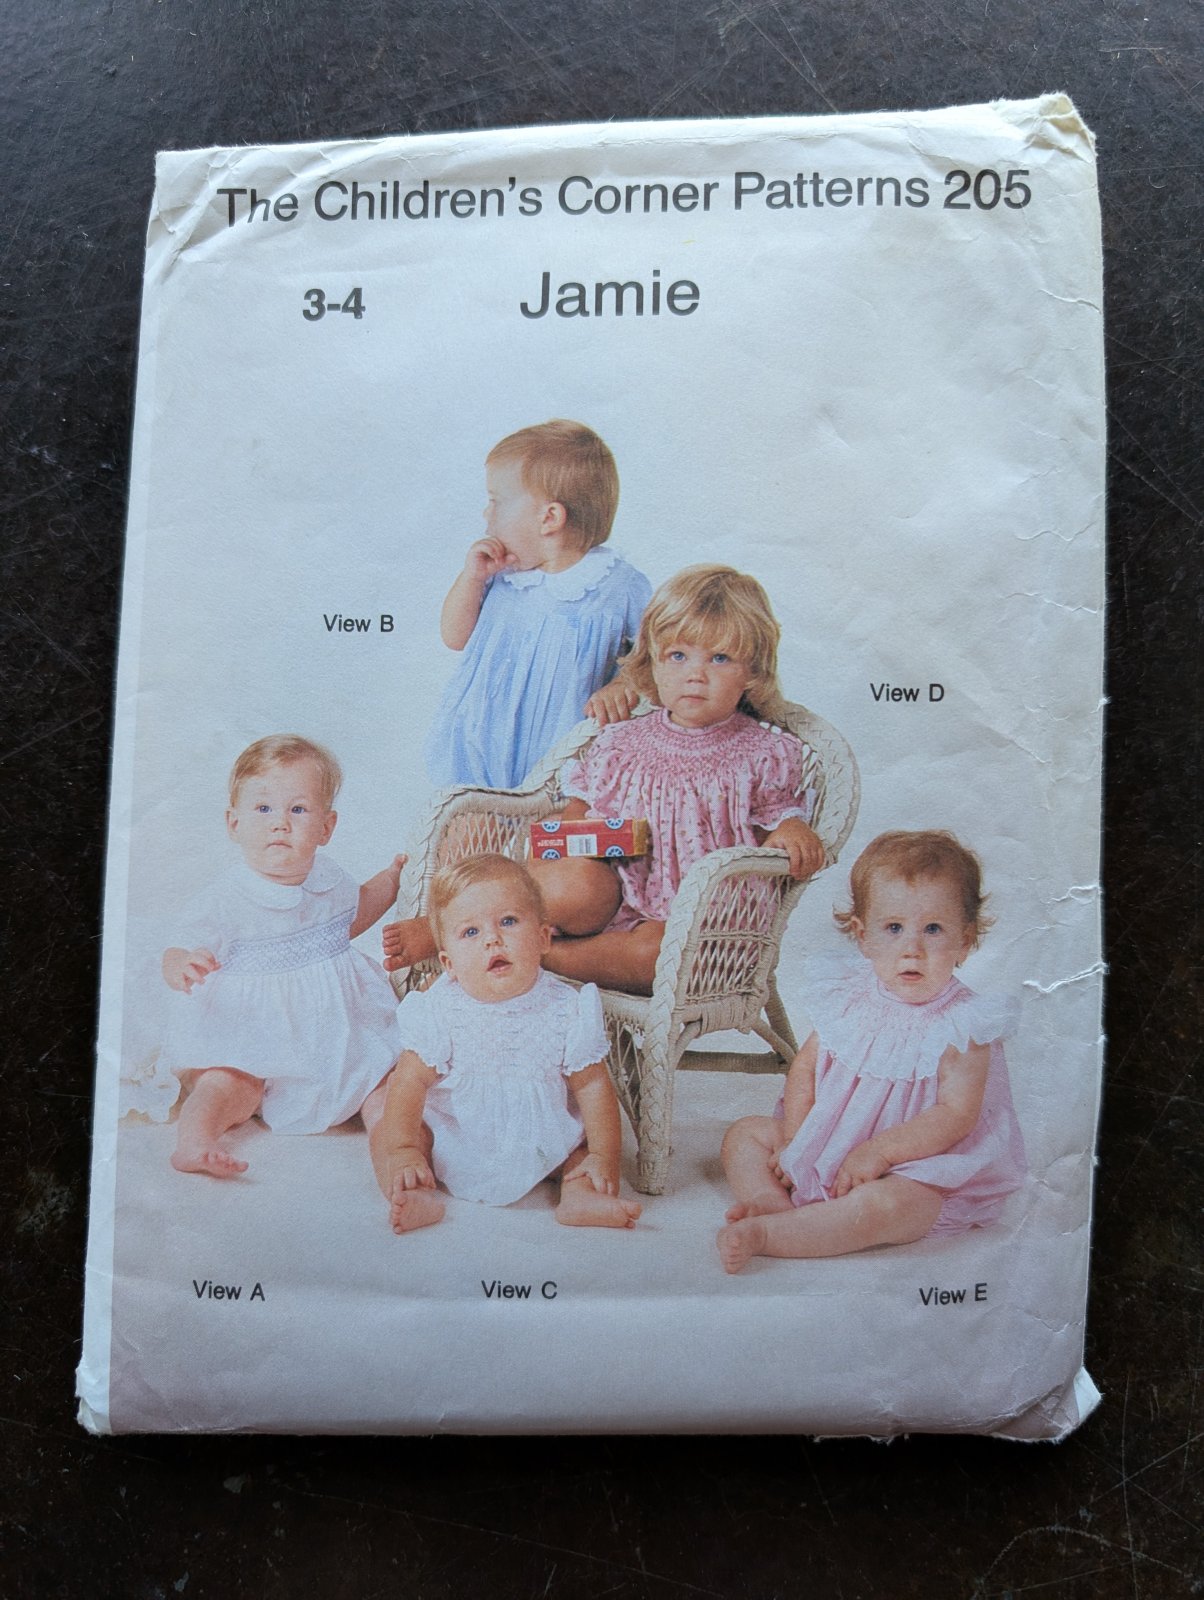 The Children's Corner Patterns 205
3-4
Jamie
View B
View D
View A
View C
View E